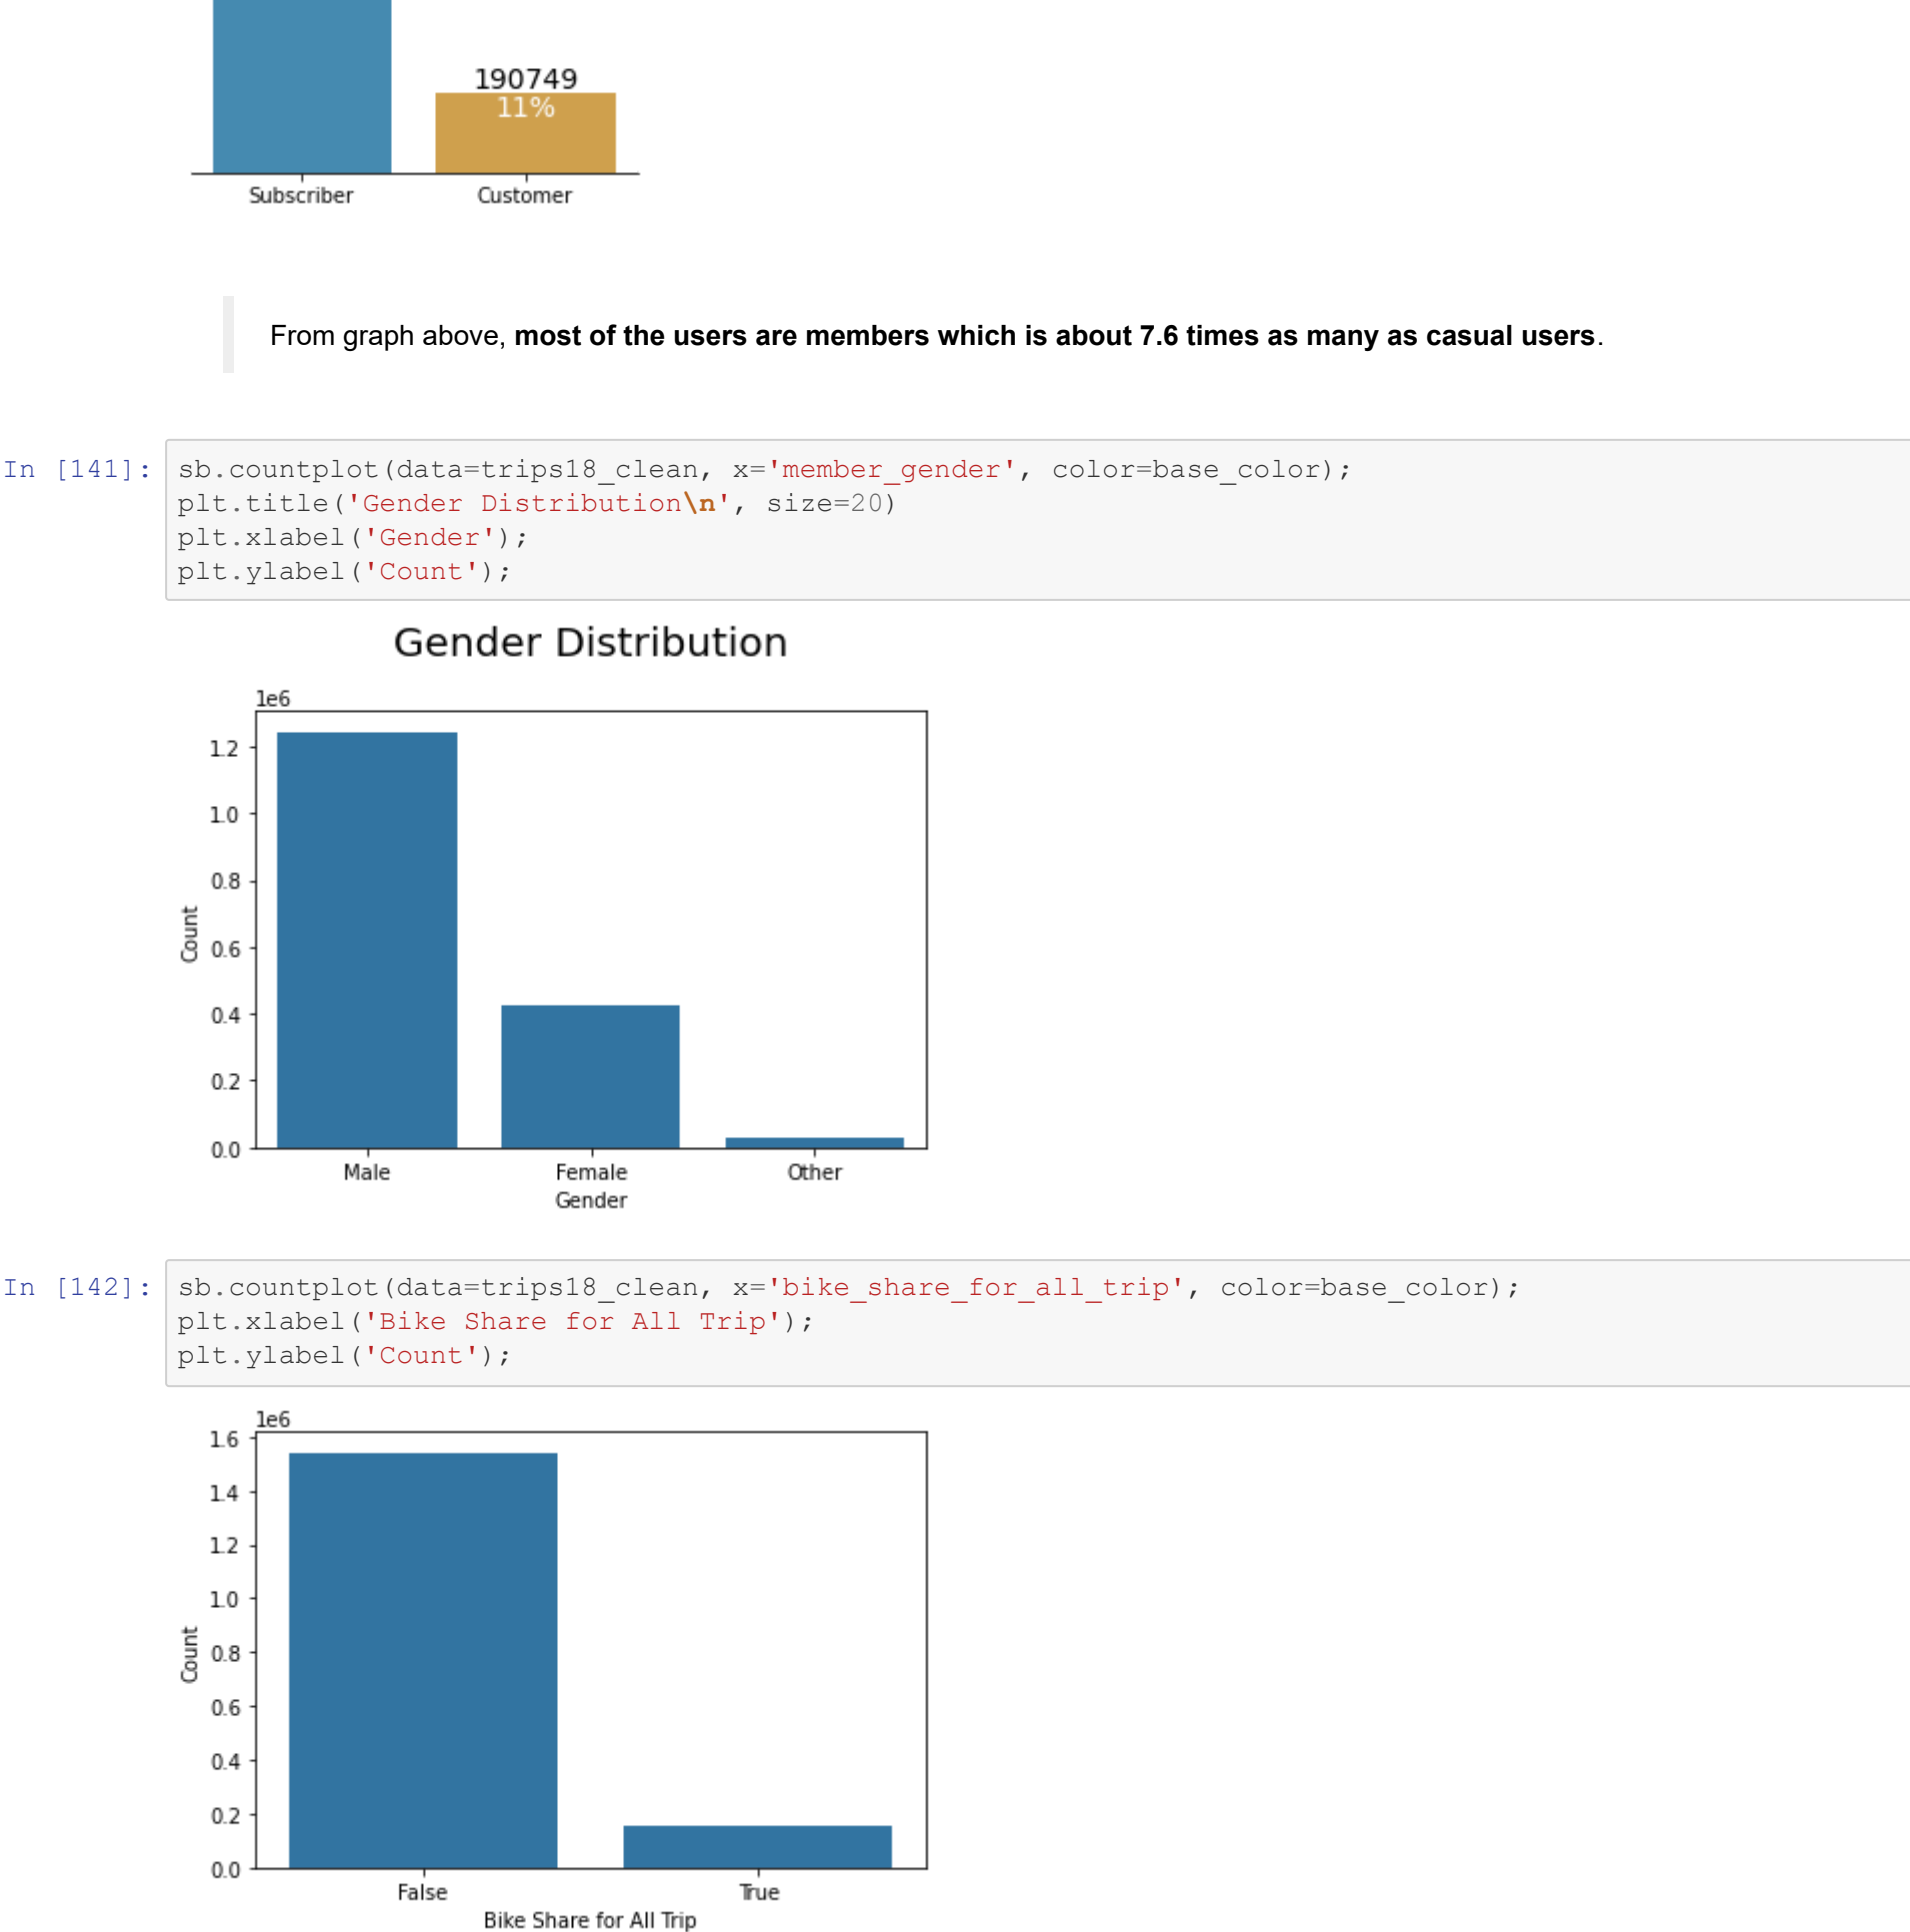 190749
11%
Subscriber Customer
From graph above, most of the users are members which is about 7.6 times as many as casual users.
In [141]: sb.countplot(data=trips18_clean, x='member_gender', color=base_color);
plt.title('Gender Distribution\n', size=20)
plt.xlabel('Gender');
plt.ylabel('Count');
Gender Distribution
1e6
1.2
1.0
0.8
0.6
0.4
0.2
0.0
Count
Male Female Other
Gender
In [142]: sb.countplot(data=trips18_clean, x='bike_share_for_all_trip', color=base_color);
plt.xlabel('Bike Share for All Trip');
plt.ylabel('Count');
1e6
1.6
1.4
1.2
1.0
0.8
0.6
0.4
0.2
0.0
Count
False True
Bike Share for All Trip